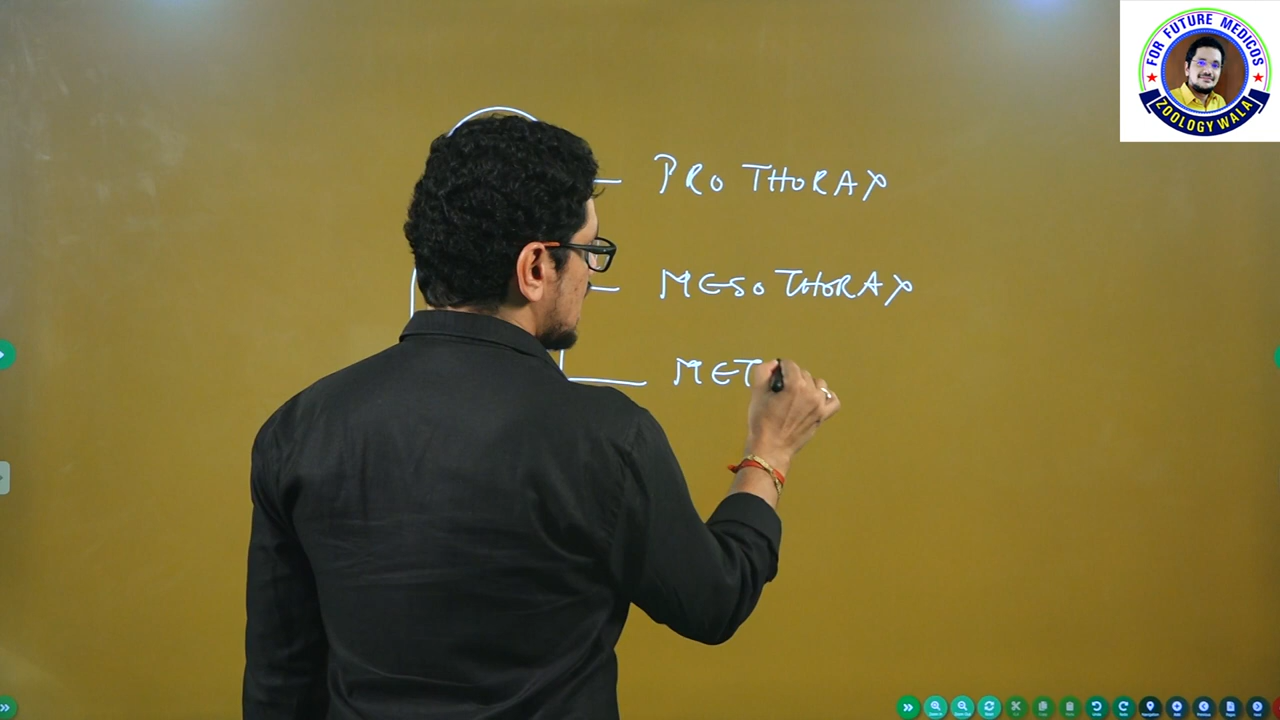 FOR FUTURE MEDICOS
ZOOLOGY WALA
PRO THORAX
MESO THORAX
MET